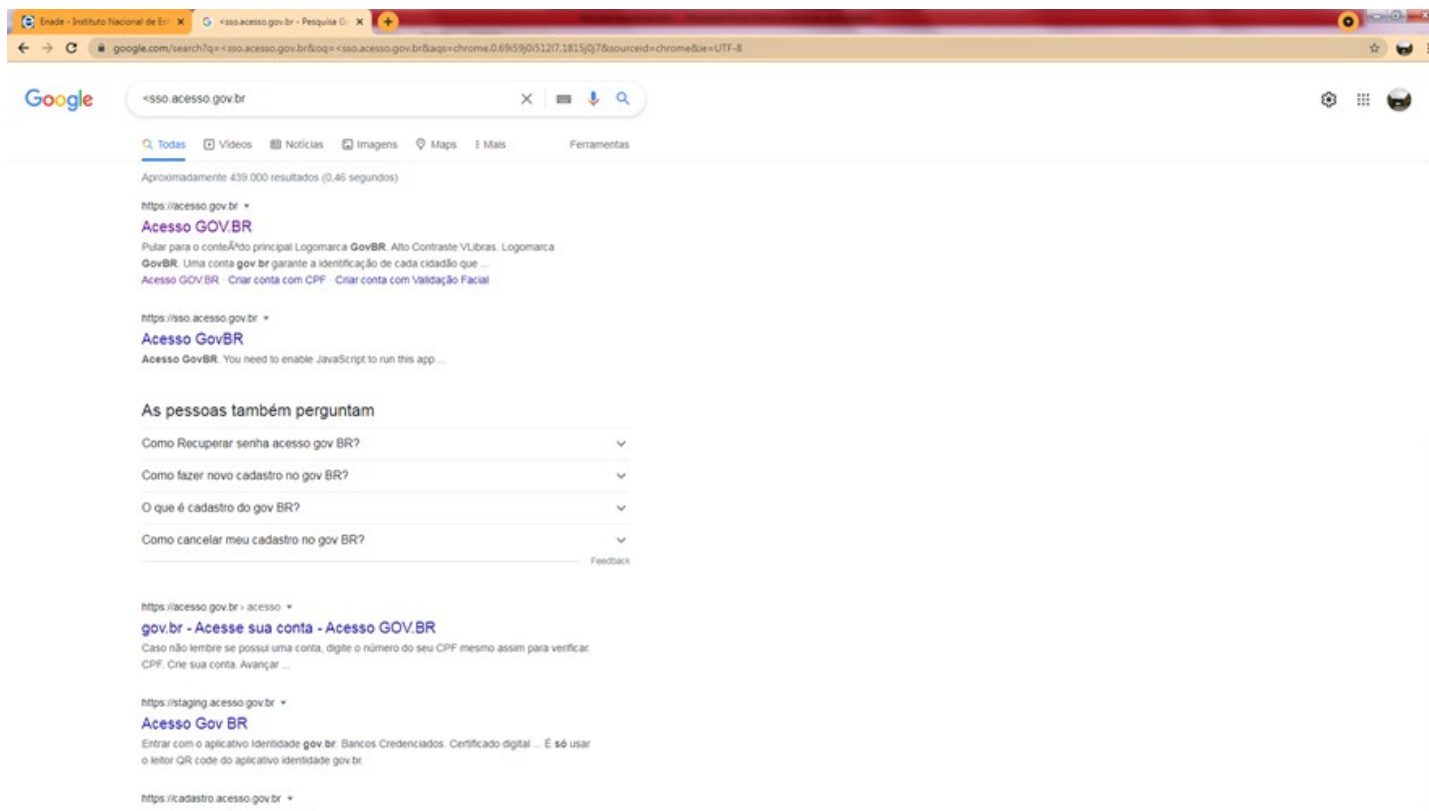 Enade - Instituto Nacional de Es
<sso.acesso.gov.br - Pesquisa G
google.com/search?q=<sso.acesso.gov.br&oq=<sso.acesso.gov.br&aqs=chrome.0.69i59j0i512l7.1815j0j7&sourceid=chrome&ie=UTF-8
Google
<sso.acesso.gov.br
Todas Vídeos Notícias Imagens Maps Mais Ferramentas
Aproximadamente 439.000 resultados (0,46 segundos)
https://acesso.gov.br
Acesso GOV.BR
Pular para o conteÃºdo principal Logomarca GovBR. Alto Contraste VLibras. Logomarca
GovBR. Uma conta gov.br garante a identificação de cada cidadão que ...
Acesso GOV.BR · Criar conta com CPF · Criar conta com Validação Facial
https://sso.acesso.gov.br
Acesso GovBR
Acesso GovBR. You need to enable JavaScript to run this app ...
As pessoas também perguntam
Como Recuperar senha acesso gov BR?
Como fazer novo cadastro no gov BR?
O que é cadastro do gov BR?
Como cancelar meu cadastro no gov BR?
Feedback
https://acesso.gov.br › acesso
gov.br - Acesse sua conta - Acesso GOV.BR
Caso não lembre se possui uma conta, digite o número do seu CPF mesmo assim para verificar.
CPF. Crie sua conta. Avançar ...
https://staging.acesso.gov.br
Acesso Gov BR
Entrar com o aplicativo Identidade gov.br. Bancos Credenciados. Certificado digital ... É só usar
o leitor QR code do aplicativo identidade gov.br.
https://cadastro.acesso.gov.br